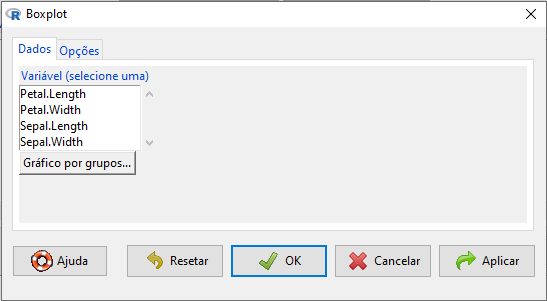 Boxplot
Dados Opções
Variável (selecione uma)
Petal.Length
Petal.Width
Sepal.Length
Sepal.Width
Gráfico por grupos...
Ajuda Resetar OK Cancelar Aplicar